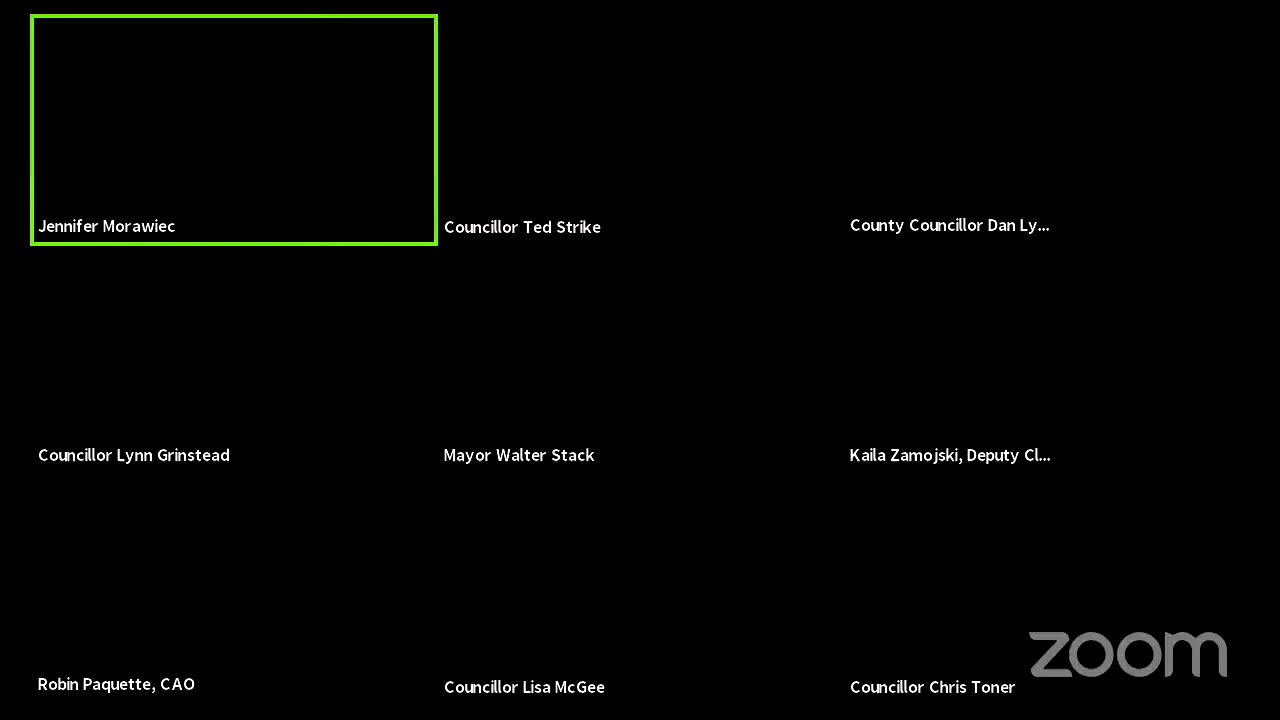 Jennifer Morawiec
Councillor Ted Strike
County Councillor Dan Ly...
Councillor Lynn Grinstead
Mayor Walter Stack
Kaila Zamojski, Deputy Cl...
Robin Paquette, CAO
Councillor Lisa McGee
Councillor Chris Toner
zoom